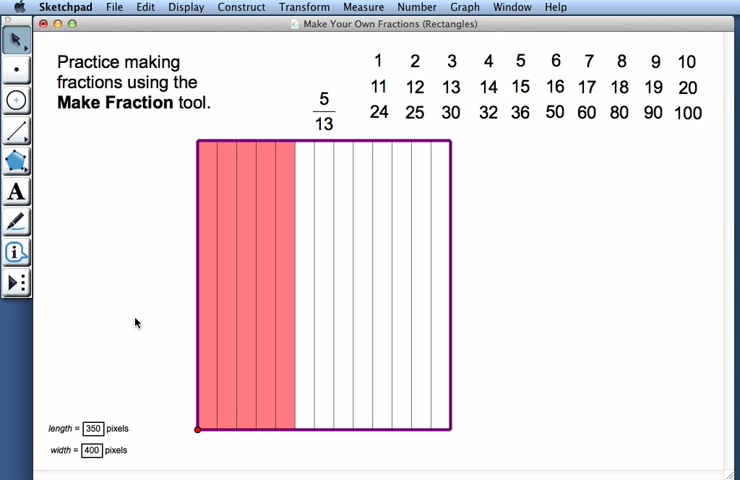 Sketchpad File Edit Display Construct Transform Measure Number Graph Window Help
Make Your Own Fractions (Rectangles)
Practice making
fractions using the
Make Fraction tool.
5
13
1 2 3 4 5 6 7 8 9 10
11 12 13 14 15 16 17 18 19 20
24 25 30 32 36 50 60 80 90 100
A
i
length = 350 pixels
width = 400 pixels